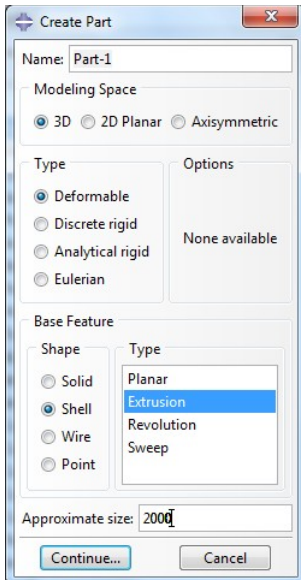 Create Part
Name: Part-1
Modeling Space
3D 2D Planar Axisymmetric
Type
Deformable
Discrete rigid
Analytical rigid
Eulerian
Options
None available
Base Feature
Shape
Solid
Shell
Wire
Point
Type
Planar
Extrusion
Revolution
Sweep
Approximate size: 2000
Continue... Cancel